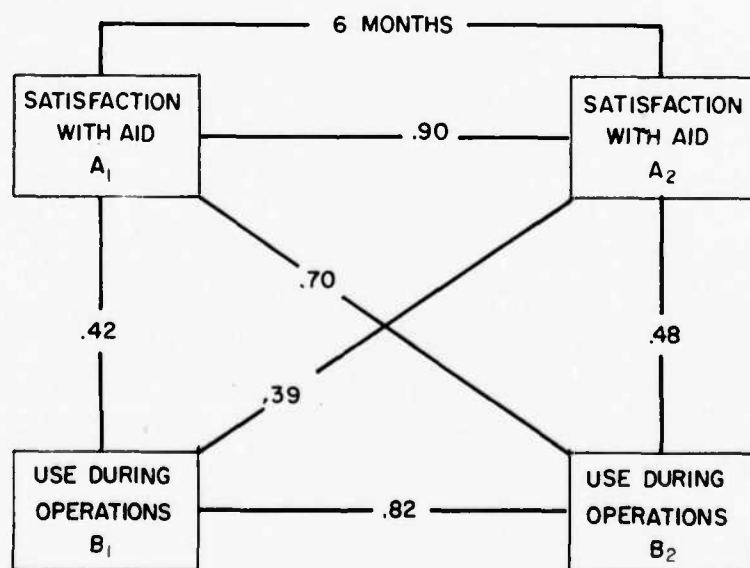 6 MONTHS
SATISFACTION
WITH AID
A₁
SATISFACTION
WITH AID
A₂
.90
.70
.42
.48
.39
USE DURING
OPERATIONS
B₁
USE DURING
OPERATIONS
B₂
.82